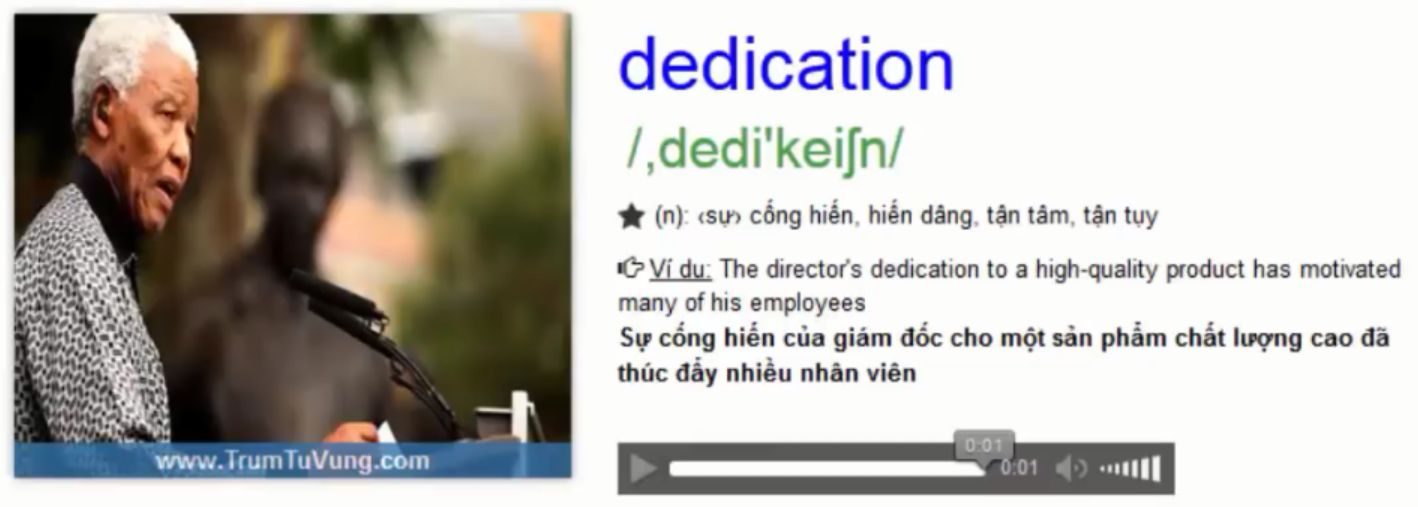 dedication
/,dedi'keiʃn/
★ (n): ‹sự› cống hiến, hiến dâng, tận tâm, tận tụy
Ví dụ: The director's dedication to a high-quality product has motivated
many of his employees
Sự cống hiến của giám đốc cho một sản phẩm chất lượng cao đã
thúc đẩy nhiều nhân viên
0:01
0:01
www.TrumTuVung.com